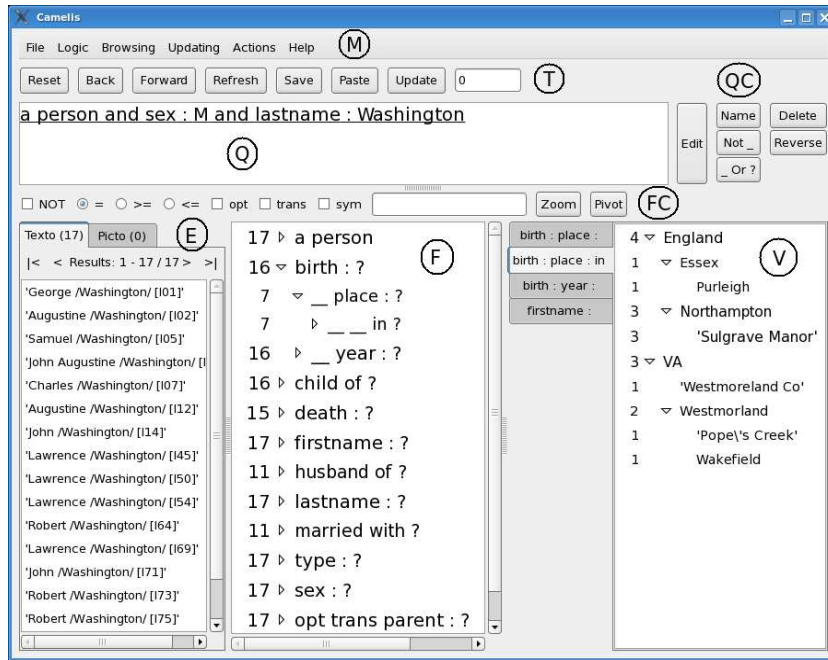 Camelis
File Logic Browsing Updating Actions Help M
Reset Back Forward Refresh Save Paste Update 0 T QC
a person and sex : M and lastname : Washington
Q
Edit
Name Delete
Not _ Reverse
_ Or ?
NOT = >= <= opt trans sym Zoom Pivot FC
Texto (17) Picto (0) E
|< < Results: 1 - 17 / 17 > >|
'George /Washington/ [I01]'
'Augustine /Washington/ [I02]'
'Samuel /Washington/ [I05]'
'John Augustine /Washington/ [I
'Charles /Washington/ [I07]'
'Augustine /Washington/ [I12]'
'John /Washington/ [I14]'
'Lawrence /Washington/ [I45]'
'Lawrence /Washington/ [I50]'
'Lawrence /Washington/ [I54]'
'Robert /Washington/ [I64]'
'Lawrence /Washington/ [I69]'
'John /Washington/ [I71]'
'Robert /Washington/ [I73]'
'Robert /Washington/ [I75]'
F
17 a person
16 birth : ?
7 __ place : ?
7 __ __ in ?
16 __ year : ?
16 child of ?
15 death : ?
17 firstname : ?
11 husband of ?
17 lastname : ?
11 married with ?
17 type : ?
17 sex : ?
17 opt trans parent : ?
birth : place :
birth : place : in
birth : year :
firstname :
V
4 England
1 Essex
1 Purleigh
3 Northampton
3 'Sulgrave Manor'
3 VA
1 'Westmoreland Co'
2 Westmorland
1 'Pope\'s Creek'
1 Wakefield